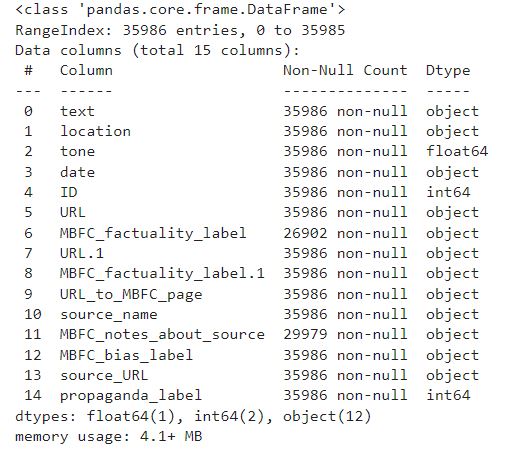 <class 'pandas.core.frame.DataFrame'>
RangeIndex: 35986 entries, 0 to 35985
Data columns (total 15 columns):
 #   Column                   Non-Null Count  Dtype
---  ------                   --------------  -----
 0   text                     35986 non-null  object
 1   location                 35986 non-null  object
 2   tone                     35986 non-null  float64
 3   date                     35986 non-null  object
 4   ID                       35986 non-null  int64
 5   URL                      35986 non-null  object
 6   MBFC_factuality_label    26902 non-null  object
 7   URL.1                    35986 non-null  object
 8   MBFC_factuality_label.1  35986 non-null  object
 9   URL_to_MBFC_page         35986 non-null  object
 10  source_name              35986 non-null  object
 11  MBFC_notes_about_source  29979 non-null  object
 12  MBFC_bias_label          35986 non-null  object
 13  source_URL               35986 non-null  object
 14  propaganda_label         35986 non-null  int64
dtypes: float64(1), int64(2), object(12)
memory usage: 4.1+ MB